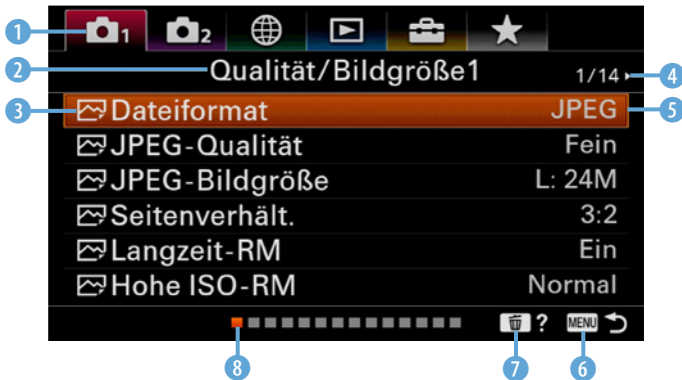 1 2
Qualität/Bildgröße1 1/14
Dateiformat JPEG
JPEG-Qualität Fein
JPEG-Bildgröße L: 24M
Seitenverhält. 3:2
Langzeit-RM Ein
Hohe ISO-RM Normal
? MENU
1
2
3
4
5
8 7 6